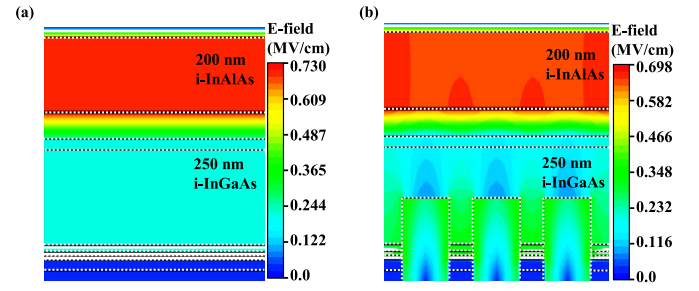 (a)
E-field
(MV/cm)
200 nm
i-InAlAs
250 nm
i-InGaAs
0.730
0.609
0.487
0.365
0.244
0.122
0.0
(b)
E-field
(MV/cm)
200 nm
i-InAlAs
250 nm
i-InGaAs
0.698
0.582
0.466
0.348
0.232
0.116
0.0